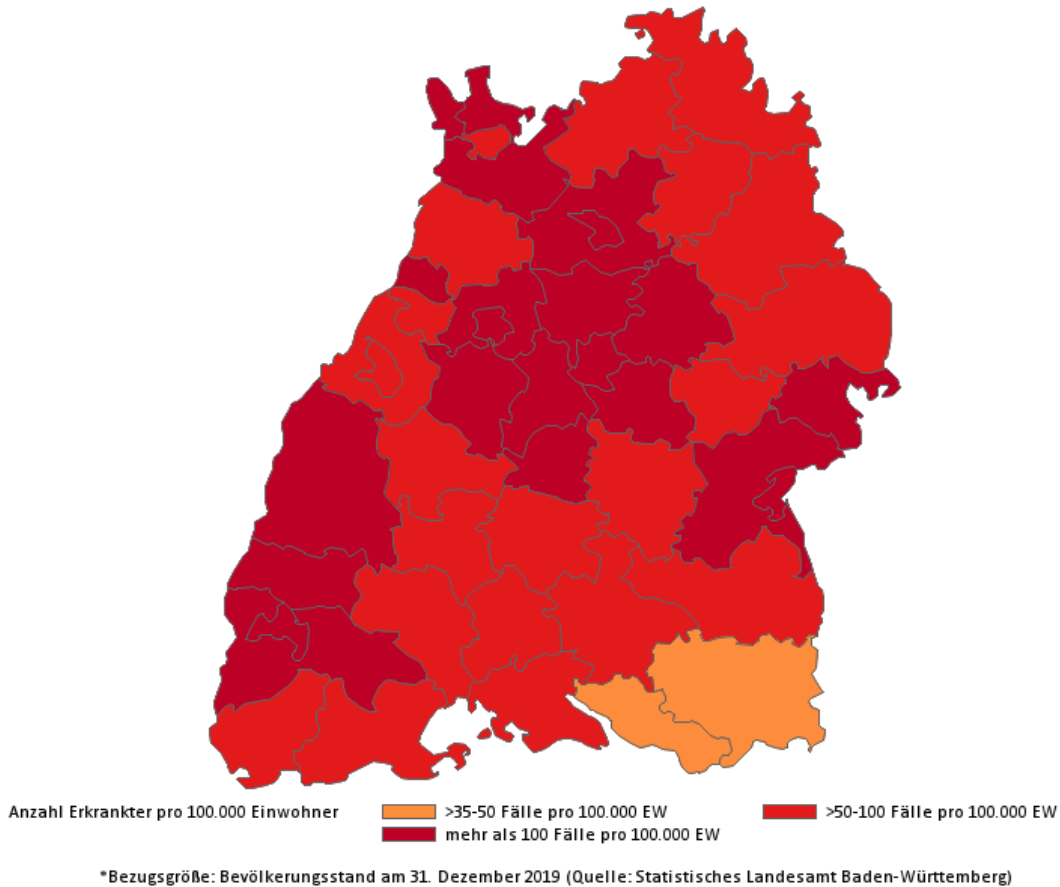 Anzahl Erkrankter pro 100.000 Einwohner >35-50 Fälle pro 100.000 EW >50-100 Fälle pro 100.000 EW
mehr als 100 Fälle pro 100.000 EW
*Bezugsgröße: Bevölkerungsstand am 31. Dezember 2019 (Quelle: Statistisches Landesamt Baden-Württemberg)